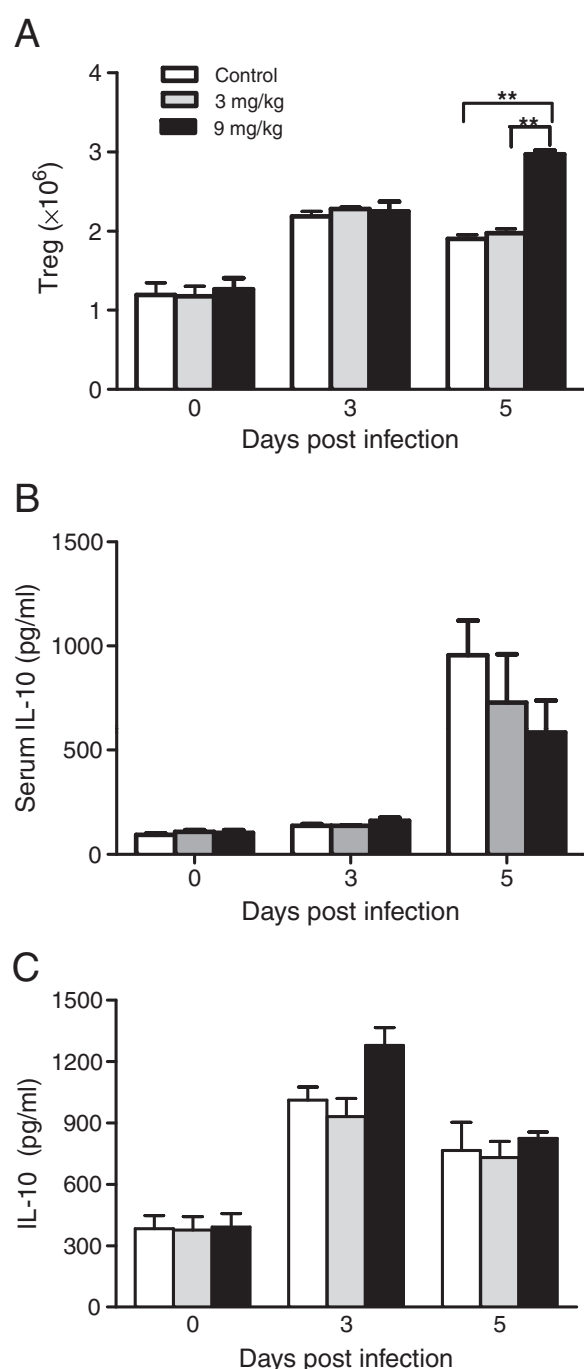 A
4
3
2
1
0
Treg (×10⁶)
Control
3 mg/kg
9 mg/kg
**
**
0 3 5
Days post infection
B
1500
1000
500
0
Serum IL-10 (pg/ml)
0 3 5
Days post infection
C
1500
1200
900
600
300
0
IL-10 (pg/ml)
0 3 5
Days post infection